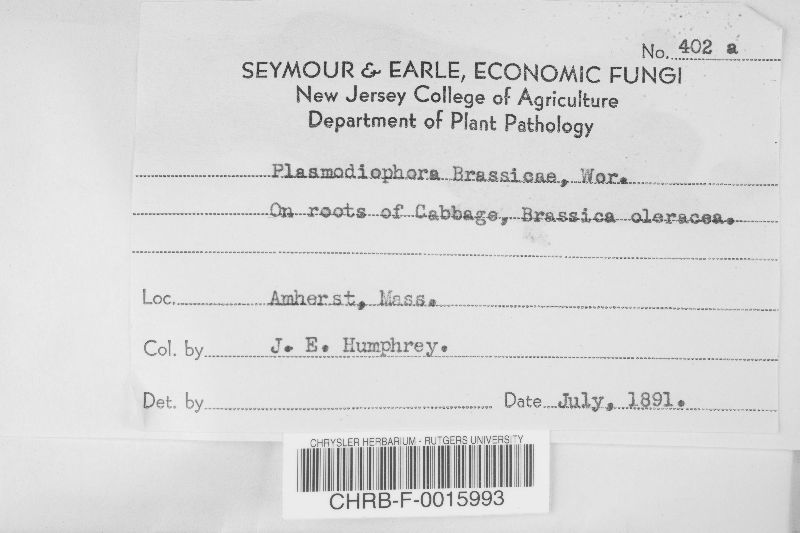 No. 402 a
SEYMOUR & EARLE, ECONOMIC FUNGI
New Jersey College of Agriculture
Department of Plant Pathology
Plasmodiophora Brassicae, Wor.
On roots of Cabbage, Brassica oleracea.
Loc. Amherst, Mass.
Col. by J. E. Humphrey.
Det. by Date July, 1891.
CHRYSLER HERBARIUM - RUTGERS UNIVERSITY
CHRB-F-0015993